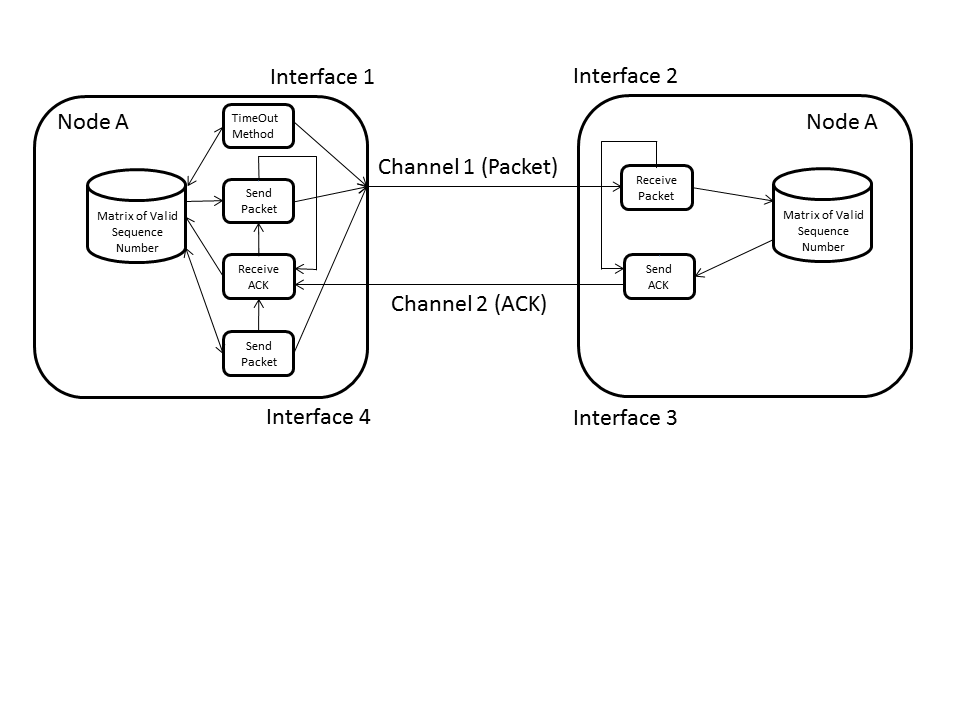 Interface 1
Interface 2
Node A
TimeOut
Method
Node A
Channel 1 (Packet)
Send
Packet
Receive
Packet
Matrix of Valid
Sequence
Number
Matrix of Valid
Sequence
Number
Receive
ACK
Send
ACK
Channel 2 (ACK)
Send
Packet
Interface 4
Interface 3